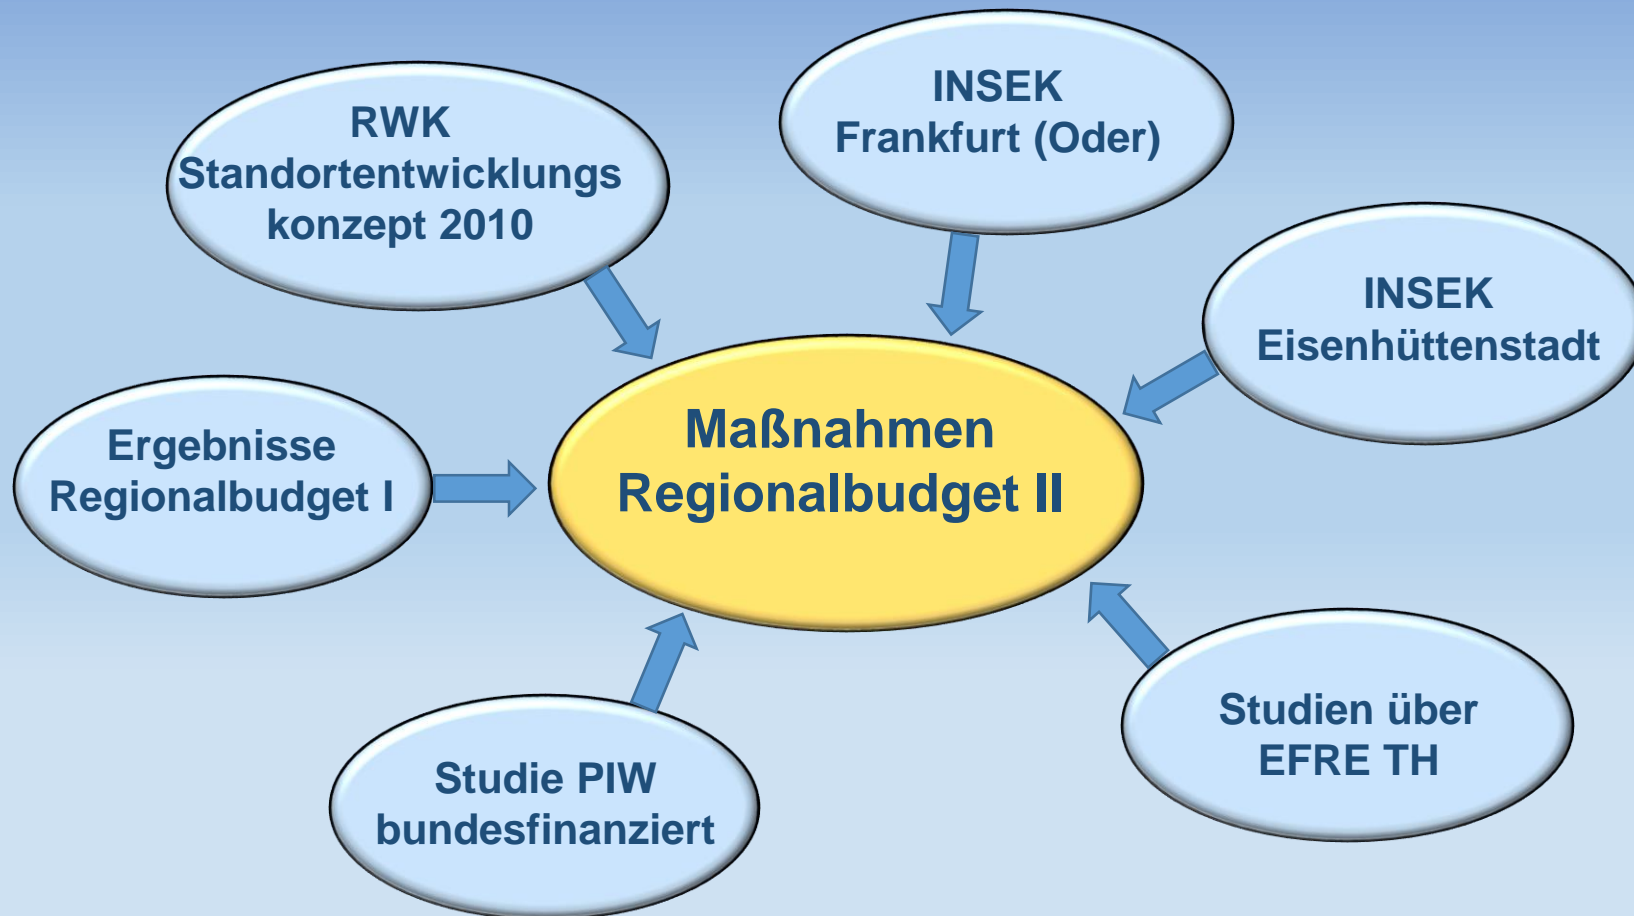 RWK
Standortentwicklungs
konzept 2010
INSEK
Frankfurt (Oder)
INSEK
Eisenhüttenstadt
Ergebnisse
Regionalbudget I
Maßnahmen
Regionalbudget II
Studien über
EFRE TH
Studie PIW
bundesfinanziert